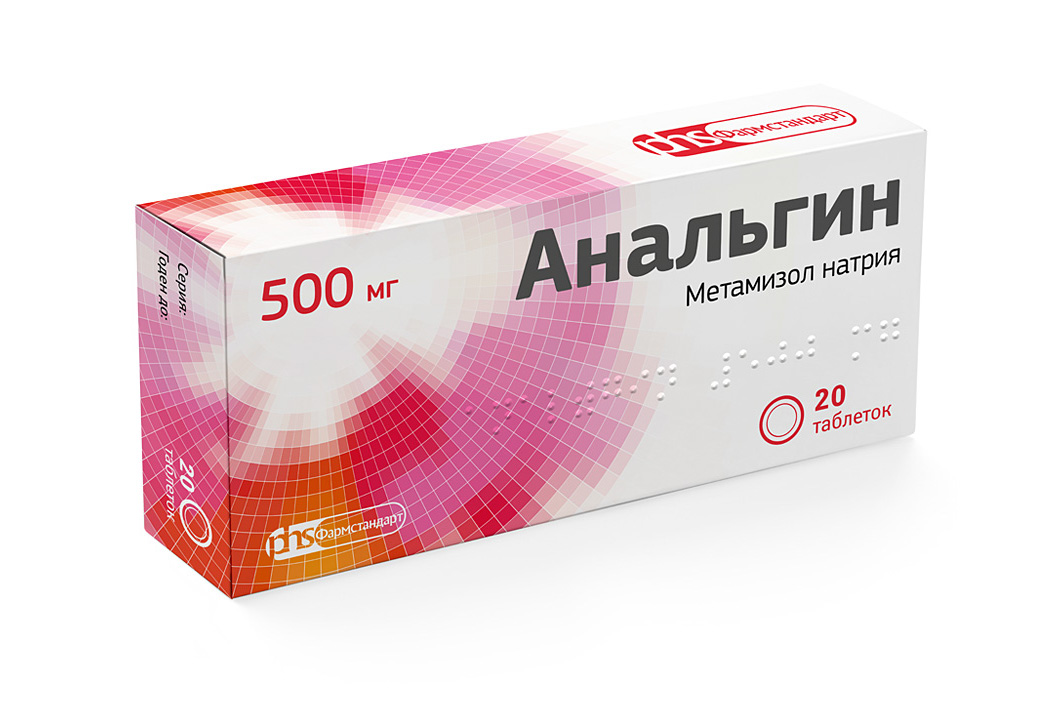 phs Фармстандарт
Анальгин
Метамизол натрия
500 мг
20
таблеток
phs Фармстандарт
Серия:
Годен до:
20
таблеток